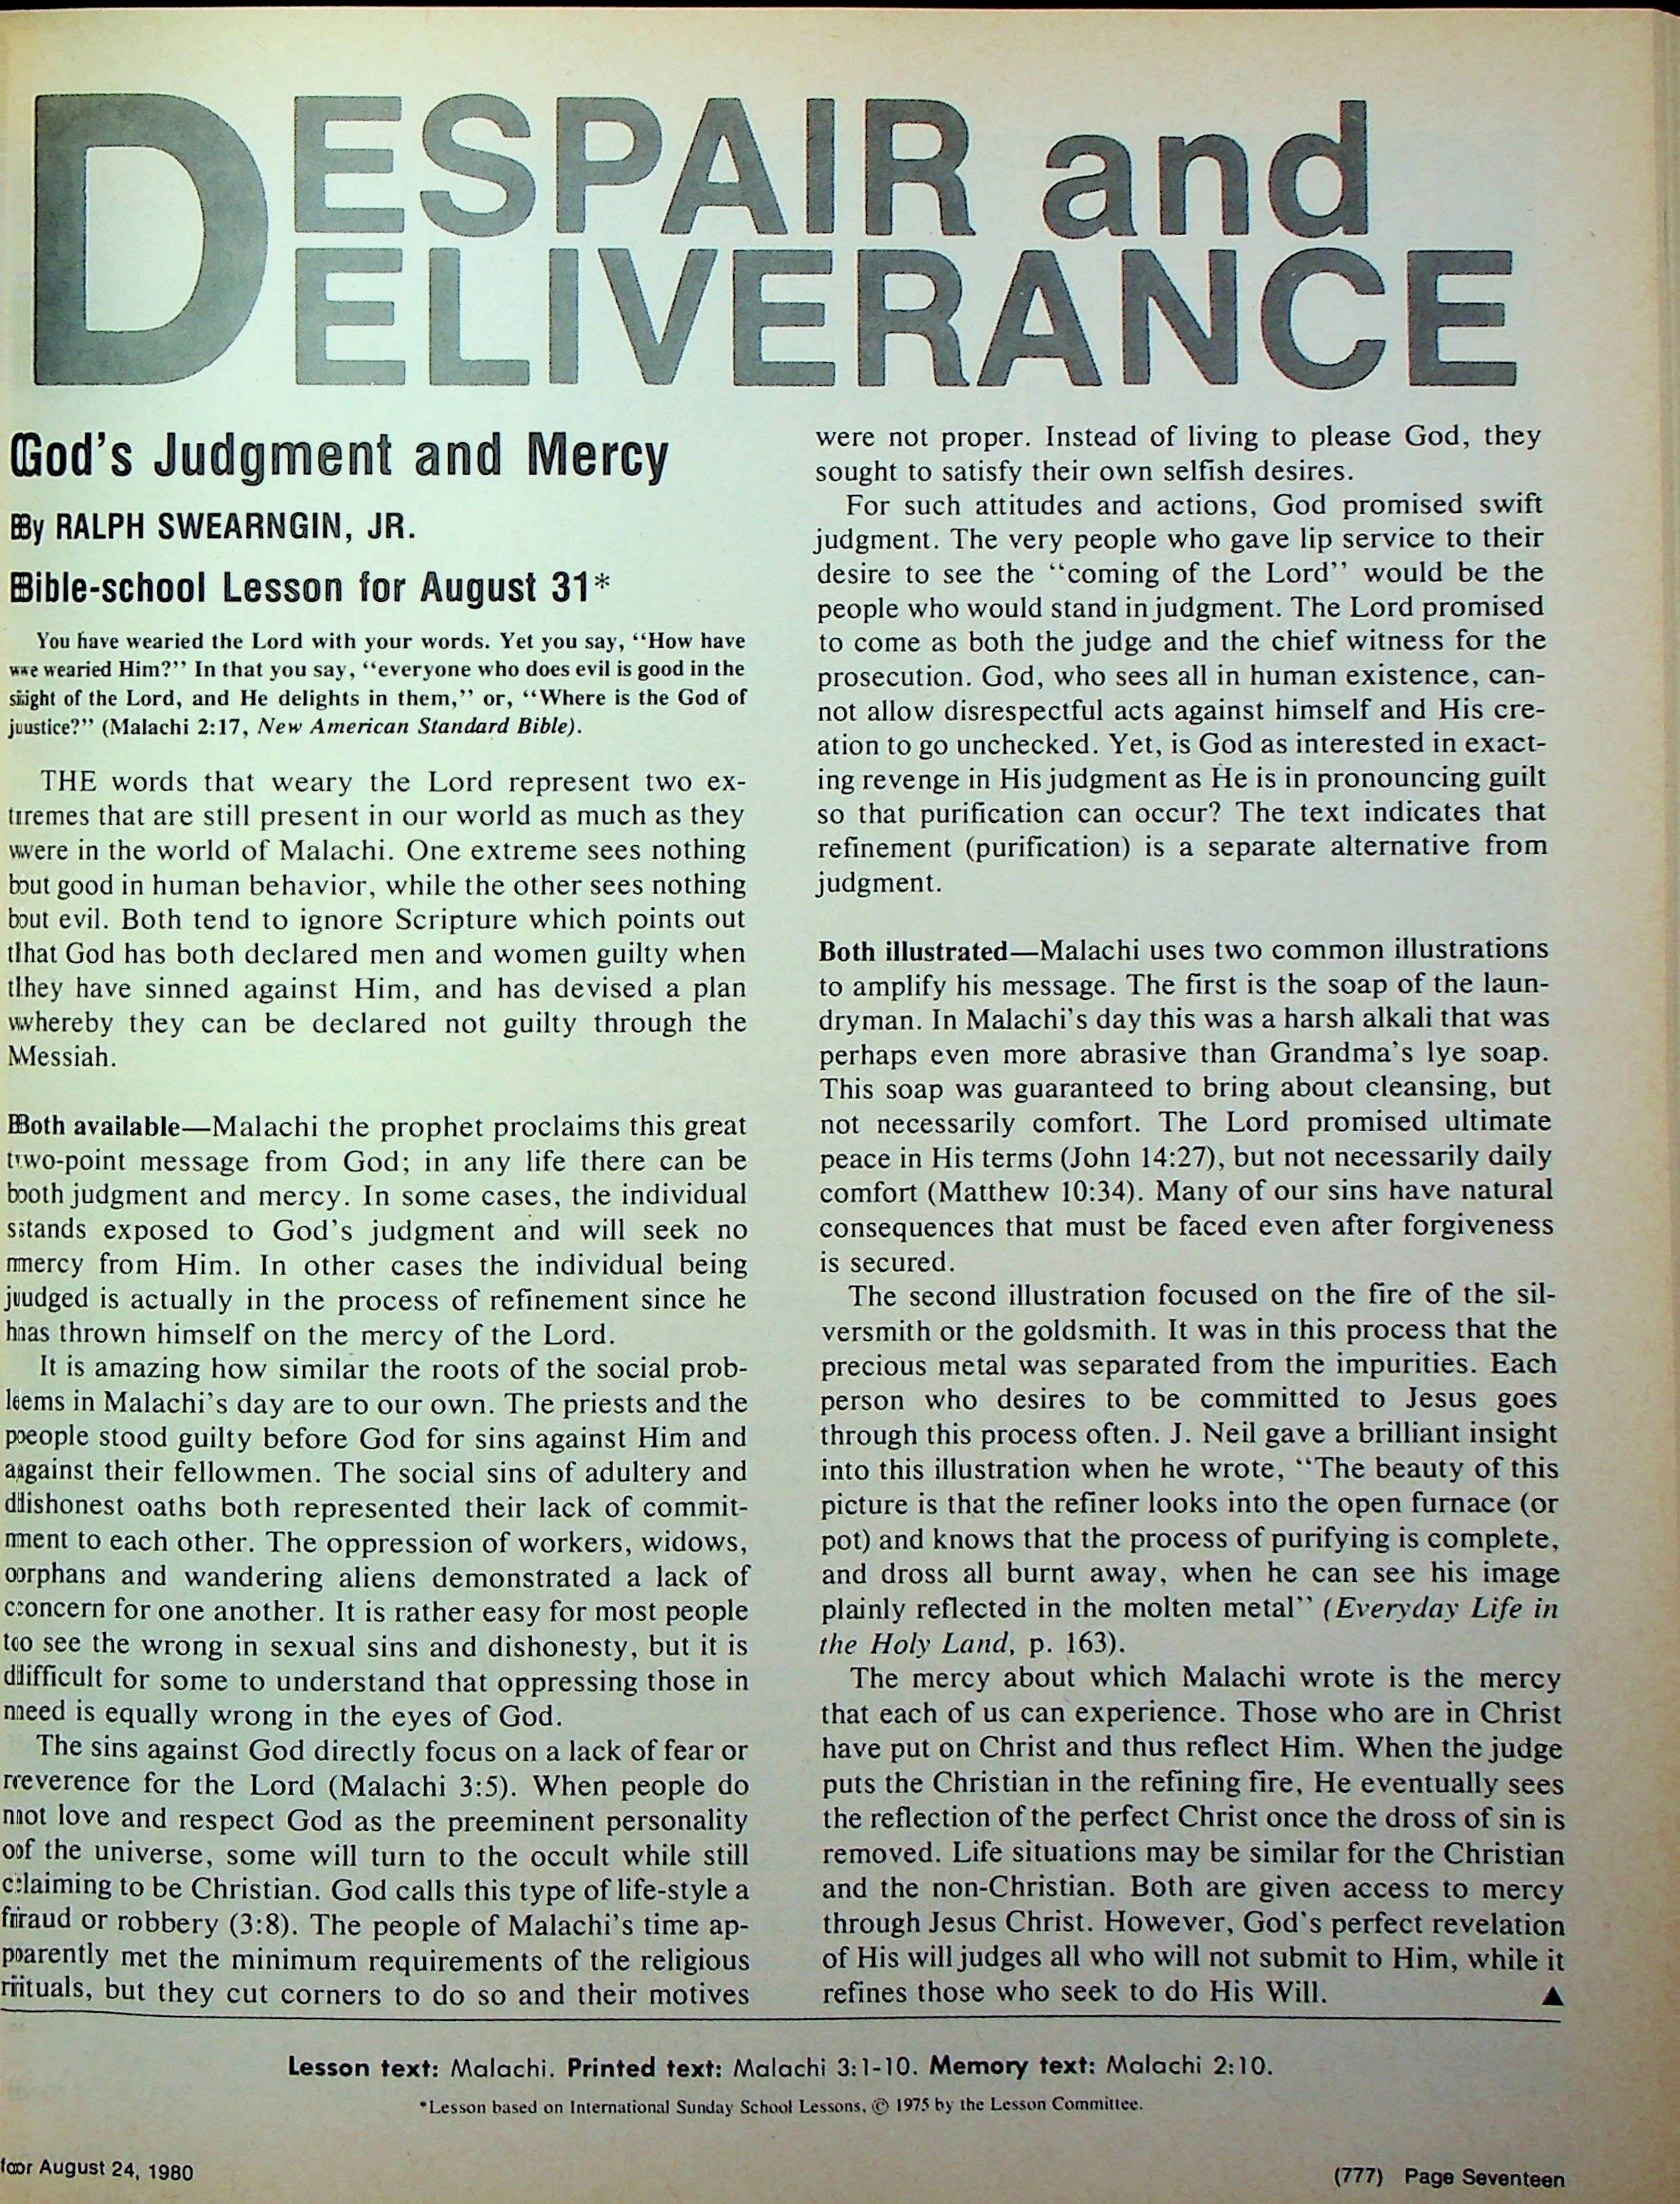 DESPAIR and
DELIVERANCE
God's Judgment and Mercy
By RALPH SWEARNGIN, JR.
Bible-school Lesson for August 31*
You have wearied the Lord with your words. Yet you say, “How have
we wearied Him?” In that you say, “everyone who does evil is good in the
sight of the Lord, and He delights in them,” or, “Where is the God of
justice?” (Malachi 2:17, New American Standard Bible).
THE words that weary the Lord represent two ex-
tremes that are still present in our world as much as they
were in the world of Malachi. One extreme sees nothing
but good in human behavior, while the other sees nothing
but evil. Both tend to ignore Scripture which points out
that God has both declared men and women guilty when
they have sinned against Him, and has devised a plan
whereby they can be declared not guilty through the
Messiah.
Both available—Malachi the prophet proclaims this great
two-point message from God; in any life there can be
both judgment and mercy. In some cases, the individual
stands exposed to God's judgment and will seek no
mercy from Him. In other cases the individual being
judged is actually in the process of refinement since he
has thrown himself on the mercy of the Lord.
It is amazing how similar the roots of the social prob-
lems in Malachi's day are to our own. The priests and the
people stood guilty before God for sins against Him and
against their fellowmen. The social sins of adultery and
dishonest oaths both represented their lack of commit-
ment to each other. The oppression of workers, widows,
orphans and wandering aliens demonstrated a lack of
concern for one another. It is rather easy for most people
to see the wrong in sexual sins and dishonesty, but it is
difficult for some to understand that oppressing those in
need is equally wrong in the eyes of God.
The sins against God directly focus on a lack of fear or
reverence for the Lord (Malachi 3:5). When people do
not love and respect God as the preeminent personality
of the universe, some will turn to the occult while still
claiming to be Christian. God calls this type of life-style a
fraud or robbery (3:8). The people of Malachi's time ap-
parently met the minimum requirements of the religious
rituals, but they cut corners to do so and their motives
were not proper. Instead of living to please God, they
sought to satisfy their own selfish desires.
For such attitudes and actions, God promised swift
judgment. The very people who gave lip service to their
desire to see the “coming of the Lord” would be the
people who would stand in judgment. The Lord promised
to come as both the judge and the chief witness for the
prosecution. God, who sees all in human existence, can-
not allow disrespectful acts against himself and His cre-
ation to go unchecked. Yet, is God as interested in exact-
ing revenge in His judgment as He is in pronouncing guilt
so that purification can occur? The text indicates that
refinement (purification) is a separate alternative from
judgment.
Both illustrated—Malachi uses two common illustrations
to amplify his message. The first is the soap of the laun-
dryman. In Malachi's day this was a harsh alkali that was
perhaps even more abrasive than Grandma's lye soap.
This soap was guaranteed to bring about cleansing, but
not necessarily comfort. The Lord promised ultimate
peace in His terms (John 14:27), but not necessarily daily
comfort (Matthew 10:34). Many of our sins have natural
consequences that must be faced even after forgiveness
is secured.
The second illustration focused on the fire of the sil-
versmith or the goldsmith. It was in this process that the
precious metal was separated from the impurities. Each
person who desires to be committed to Jesus goes
through this process often. J. Neil gave a brilliant insight
into this illustration when he wrote, “The beauty of this
picture is that the refiner looks into the open furnace (or
pot) and knows that the process of purifying is complete,
and dross all burnt away, when he can see his image
plainly reflected in the molten metal” (Everyday Life in
the Holy Land, p. 163).
The mercy about which Malachi wrote is the mercy
that each of us can experience. Those who are in Christ
have put on Christ and thus reflect Him. When the judge
puts the Christian in the refining fire, He eventually sees
the reflection of the perfect Christ once the dross of sin is
removed. Life situations may be similar for the Christian
and the non-Christian. Both are given access to mercy
through Jesus Christ. However, God's perfect revelation
of His will judges all who will not submit to Him, while it
refines those who seek to do His Will. ▲
Lesson text: Malachi. Printed text: Malachi 3:1-10. Memory text: Malachi 2:10.
*Lesson based on International Sunday School Lessons, © 1975 by the Lesson Committee.
for August 24, 1980
(777) Page Seventeen